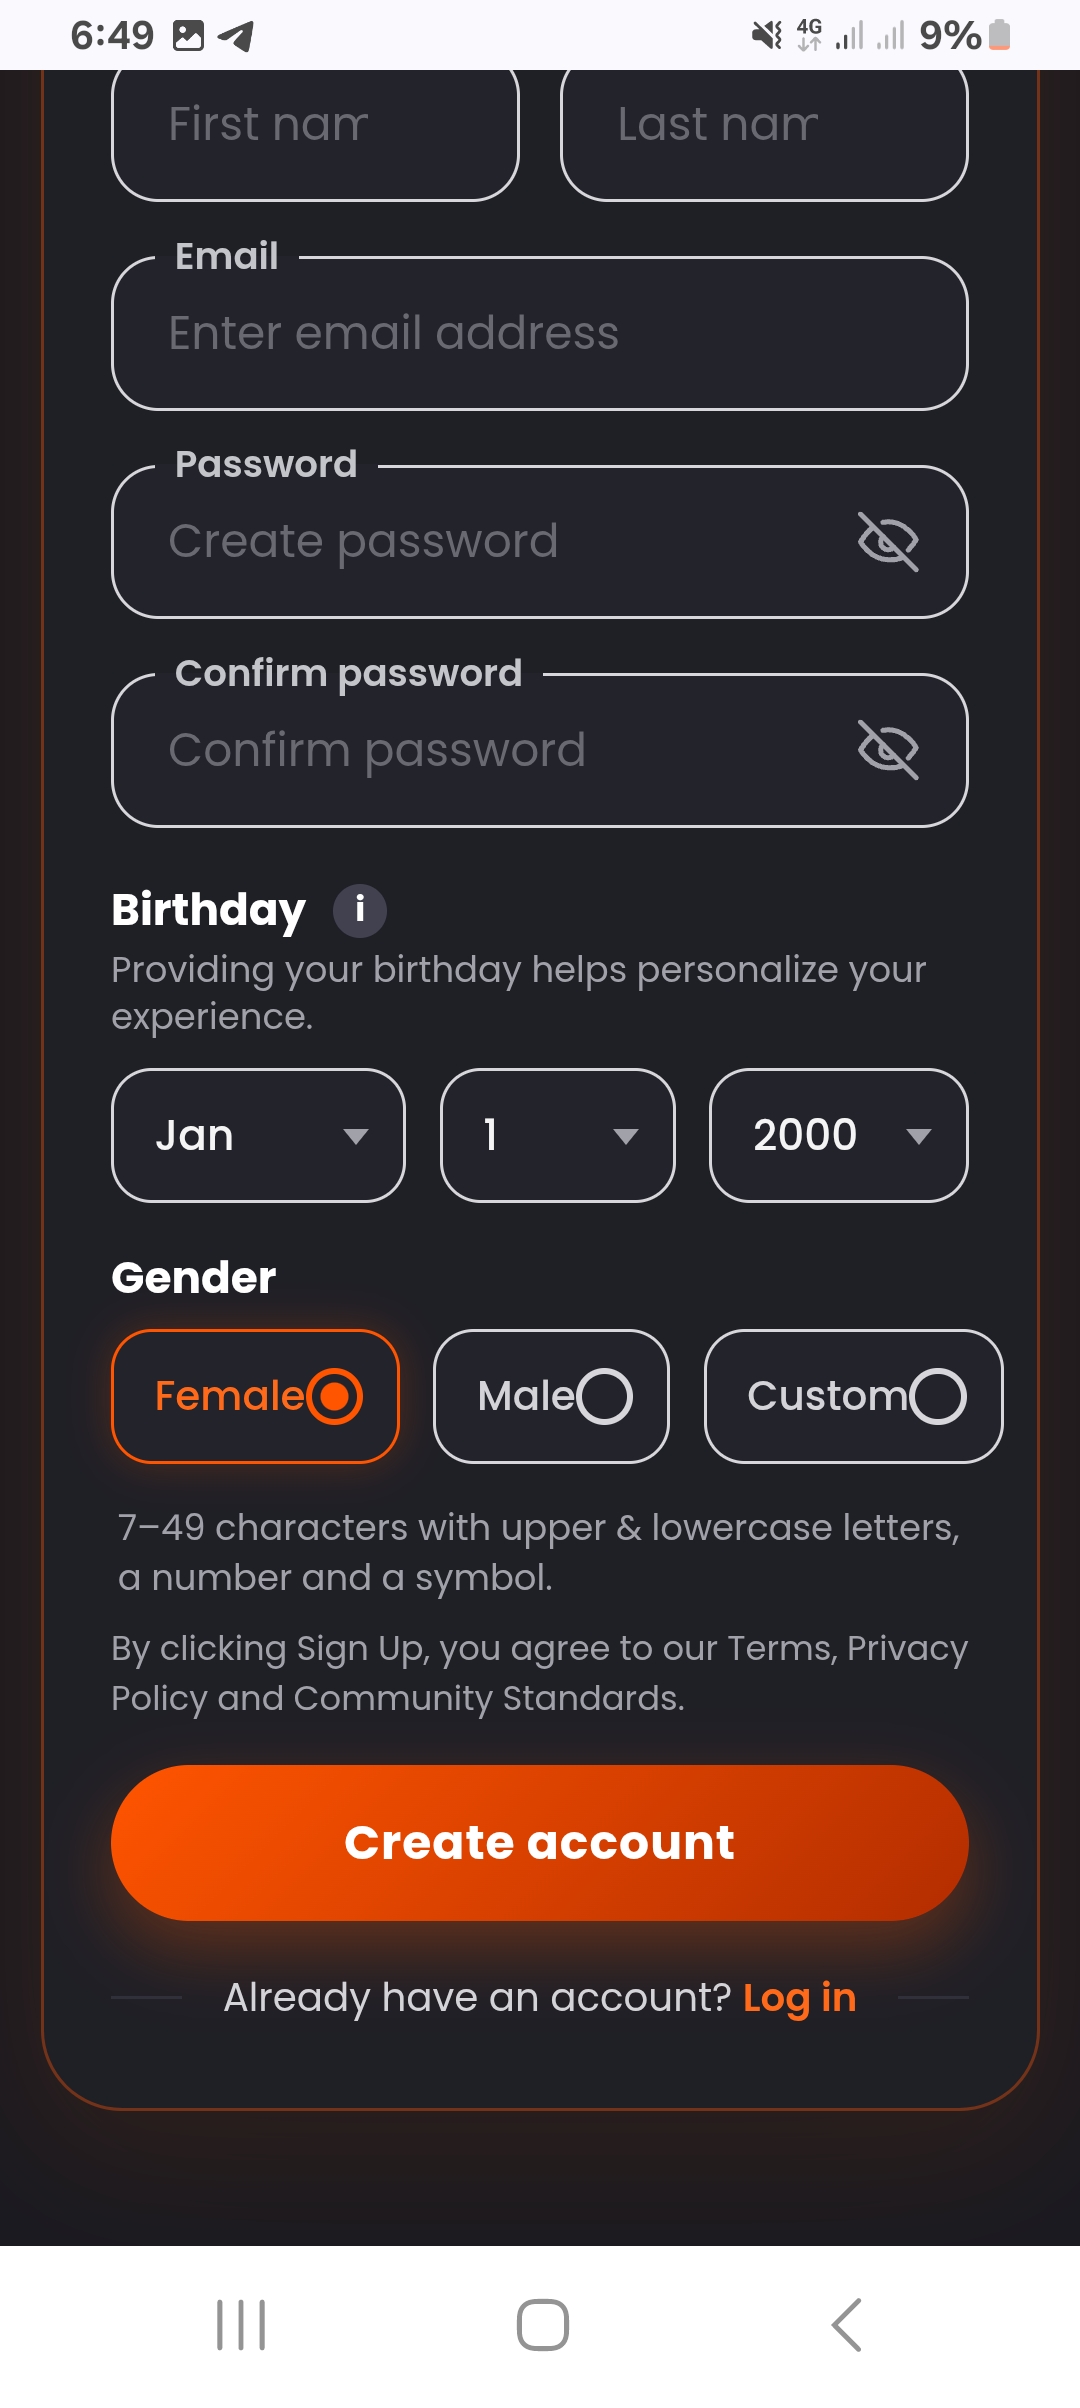 6:49 4G 9%
First nam Last nam
Email
Enter email address
Password
Create password
Confirm password
Confirm password
Birthday i
Providing your birthday helps personalize your
experience.
Jan 1 2000
Gender
Female Male Custom
7–49 characters with upper & lowercase letters,
a number and a symbol.
By clicking Sign Up, you agree to our Terms, Privacy
Policy and Community Standards.
Create account
Already have an account? Log in